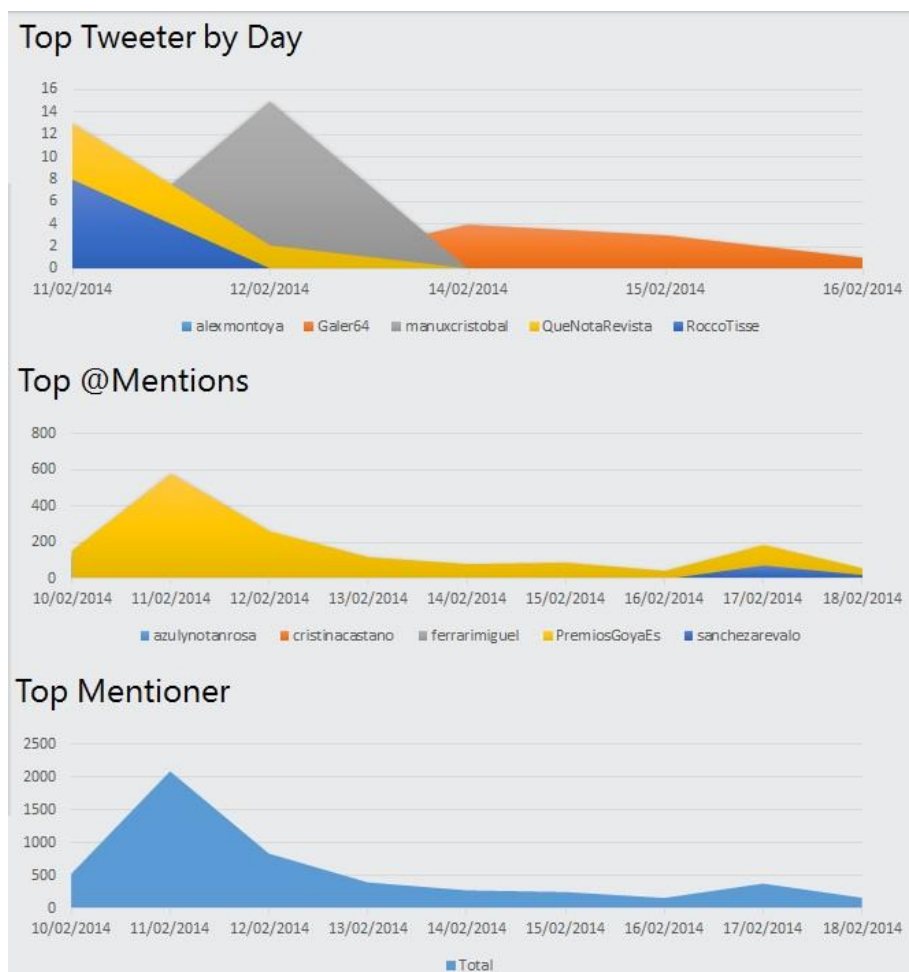 Top Tweeter by Day
16
14
12
10
8
6
4
2
0
11/02/2014 12/02/2014 14/02/2014 15/02/2014 16/02/2014
alexmontoya Galer64 manuxcristobal QueNotaRevista RoccoTisse
Top @Mentions
800
600
400
200
0
10/02/2014 11/02/2014 12/02/2014 13/02/2014 14/02/2014 15/02/2014 16/02/2014 17/02/2014 18/02/2014
azulynotanrosa cristinacastano ferrarimiguel PremiosGoyaEs sanchezarevalo
Top Mentioner
2500
2000
1500
1000
500
0
10/02/2014 11/02/2014 12/02/2014 13/02/2014 14/02/2014 15/02/2014 16/02/2014 17/02/2014 18/02/2014
Total